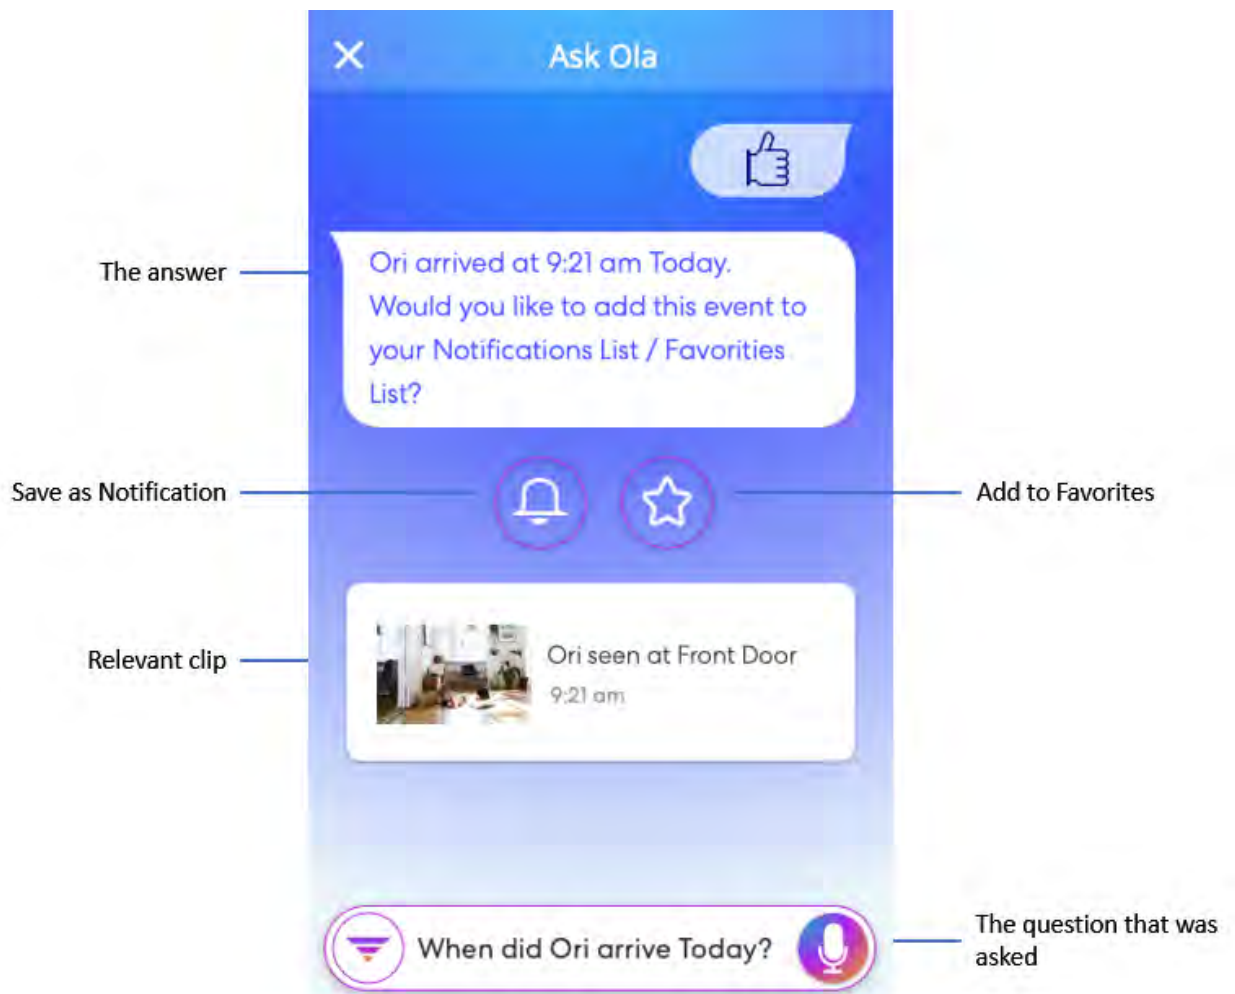 Ask Ola
The answer
Ori arrived at 9:21 am Today.
Would you like to add this event to
your Notifications List / Favorities
List?
Save as Notification
Add to Favorites
Relevant clip
Ori seen at Front Door
9:21 am
When did Ori arrive Today?
The question that was
asked